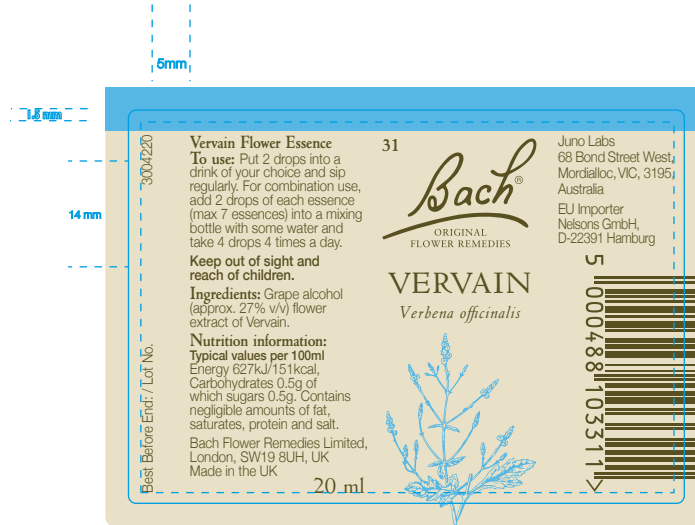 5mm
1.5 mm
14 mm
3004220
Best Before End: / Lot No.
Vervain Flower Essence
To use: Put 2 drops into a
drink of your choice and sip
regularly. For combination use,
add 2 drops of each essence
(max 7 essences) into a mixing
bottle with some water and
take 4 drops 4 times a day.
Keep out of sight and
reach of children.
Ingredients: Grape alcohol
(approx. 27% v/v) flower
extract of Vervain.
Nutrition information:
Typical values per 100ml
Energy 627kJ/151kcal,
Carbohydrates 0.5g of
which sugars 0.5g. Contains
negligible amounts of fat,
saturates, protein and salt.
Bach Flower Remedies Limited,
London, SW19 8UH, UK
Made in the UK
20 ml
31
Bach®
ORIGINAL
FLOWER REMEDIES
VERVAIN
Verbena officinalis
Juno Labs
68 Bond Street West,
Mordialloc, VIC, 3195,
Australia
EU Importer
Nelsons GmbH,
D-22391 Hamburg
5 000488 103311 >